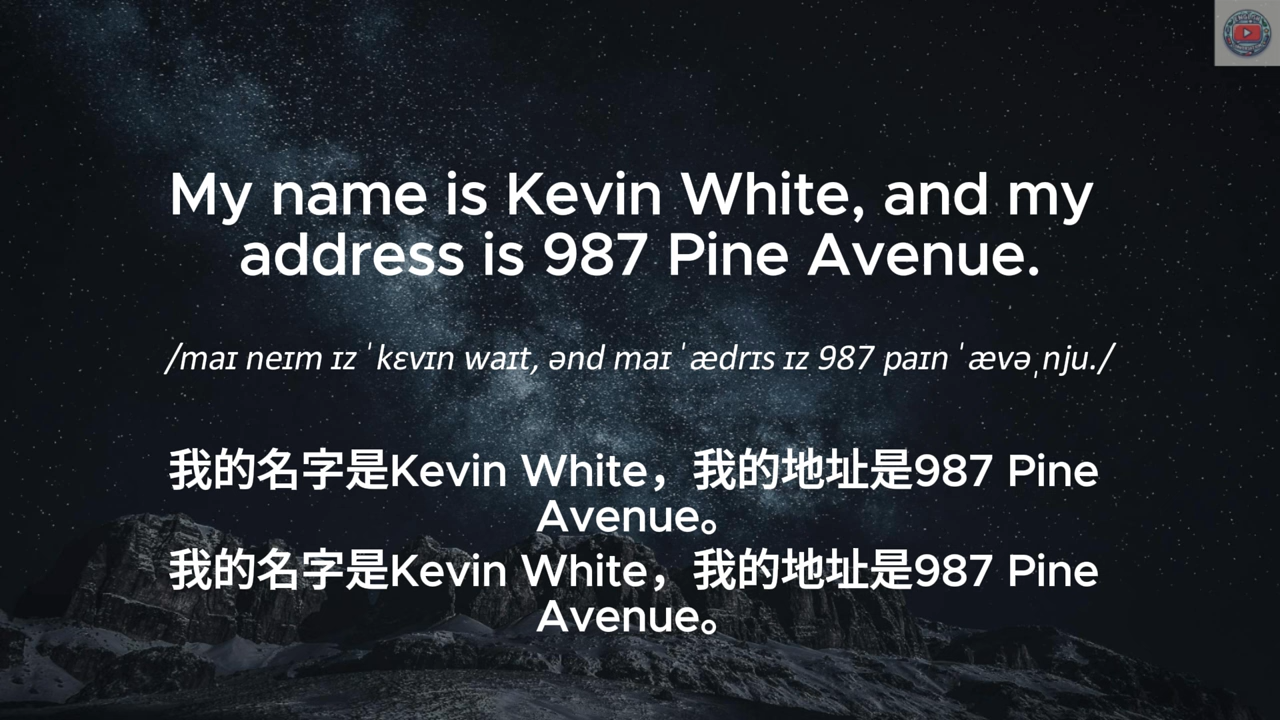 My name is Kevin White, and my
address is 987 Pine Avenue.
/maɪ neɪm ɪz ˈkɛvɪn waɪt, ənd maɪ ˈædrɪs ɪz 987 paɪn ˈævəˌnju./
我的名字是Kevin White，我的地址是987 Pine
Avenue。
我的名字是Kevin White，我的地址是987 Pine
Avenue。